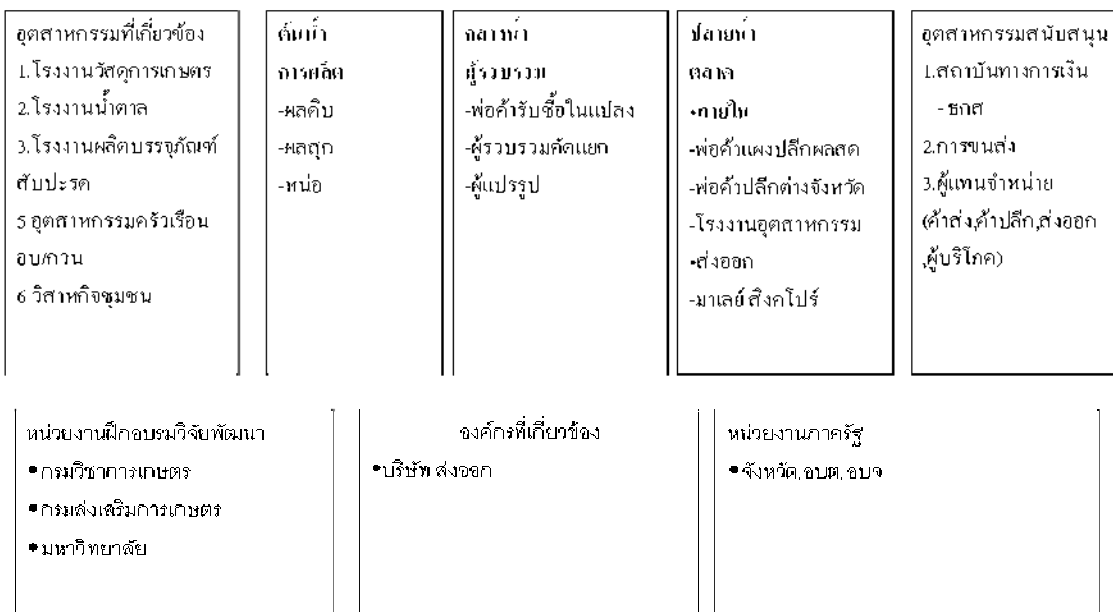 อุตสาหกรรมที่เกี่ยวข้อง
1.โรงงานวัสดุการเกษตร
2.โรงงานน้ำตาล
3.โรงงานผลิตบรรจุภัณฑ์
สับปะรด
5 อุตสาหกรรมครัวเรือน
อบ/กวน
6 วิสาหกิจชุมชน
ต้นน้ำ
การผลิต
-ผลดิบ
-ผลสุก
-หน่อ
กลางน้ำ
ผู้รวบรวม
-พ่อค้ารับซื้อในแปลง
-ผู้รวบรวมคัดแยก
-ผู้แปรรูป
ปลายน้ำ
ตลาด
•ภายใน
-พ่อค้าแผงปลีกผลสด
-พ่อค้าปลีกต่างจังหวัด
-โรงงานอุตสาหกรรม
•ส่งออก
-มาเลย์ สิงคโปร์
อุตสาหกรรมสนับสนุน
1.สถาบันทางการเงิน
- ธกส
2.การขนส่ง
3.ผู้แทนจำหน่าย
(ค้าส่ง,ค้าปลีก,ส่งออก
,ผู้บริโภค)
หน่วยงานฝึกอบรมวิจัยพัฒนา
•กรมวิชาการเกษตร
•กรมส่งเสริมการเกษตร
•มหาวิทยาลัย
องค์กรที่เกี่ยวข้อง
•บริษัท ส่งออก
หน่วยงานภาครัฐ
•จังหวัด, อบต, อบจ